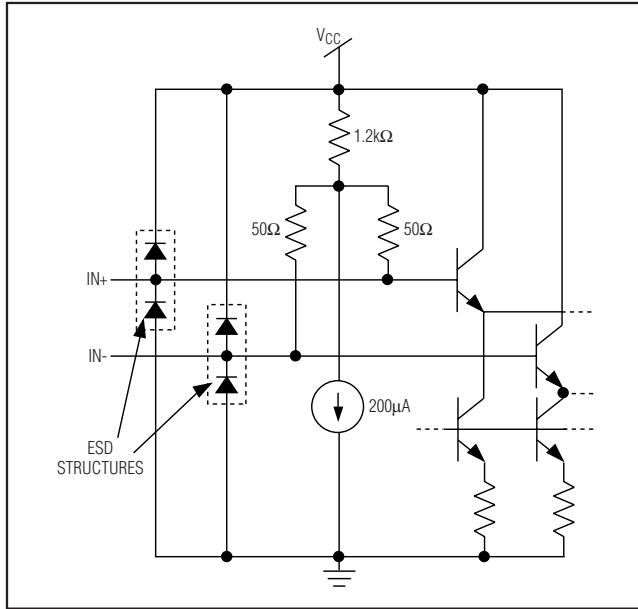 VCC
1.2kΩ
50Ω
50Ω
IN+
IN-
200µA
ESD
STRUCTURES